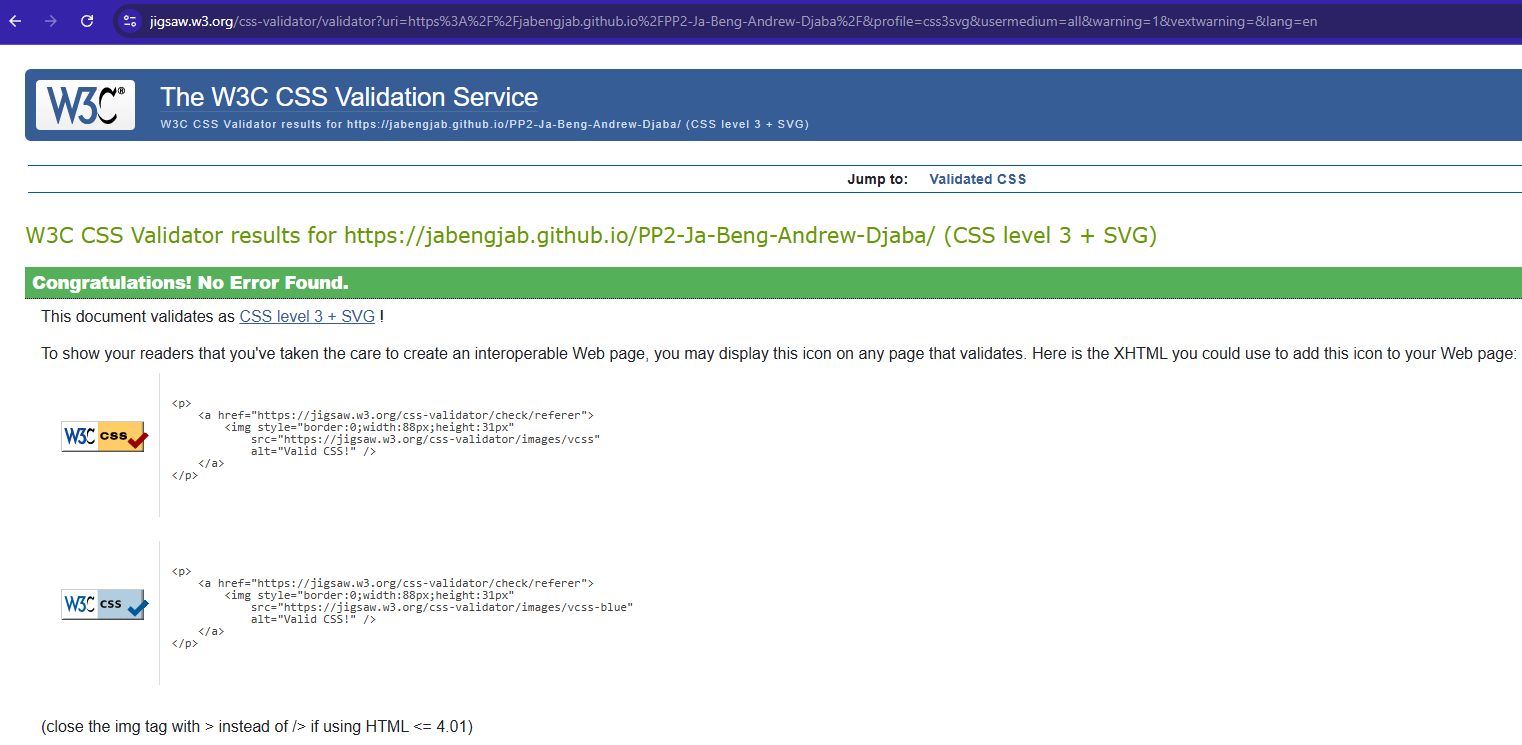 jigsaw.w3.org/css-validator/validator?uri=https%3A%2F%2Fjabengjab.github.io%2FPP2-Ja-Beng-Andrew-Djaba%2F&profile=css3svg&usermedium=all&warning=1&vextwarning=&lang=en
W3C® The W3C CSS Validation Service
W3C CSS Validator results for https://jabengjab.github.io/PP2-Ja-Beng-Andrew-Djaba/ (CSS level 3 + SVG)
Jump to: Validated CSS
W3C CSS Validator results for https://jabengjab.github.io/PP2-Ja-Beng-Andrew-Djaba/ (CSS level 3 + SVG)
Congratulations! No Error Found.
This document validates as CSS level 3 + SVG !
To show your readers that you've taken the care to create an interoperable Web page, you may display this icon on any page that validates. Here is the XHTML you could use to add this icon to your Web page:
W3C css
<p>
<a href="https://jigsaw.w3.org/css-validator/check/referer">
<img style="border:0;width:88px;height:31px"
src="https://jigsaw.w3.org/css-validator/images/vcss"
alt="Valid CSS!" />
</a>
</p>
W3C css
<p>
<a href="https://jigsaw.w3.org/css-validator/check/referer">
<img style="border:0;width:88px;height:31px"
src="https://jigsaw.w3.org/css-validator/images/vcss-blue"
alt="Valid CSS!" />
</a>
</p>
(close the img tag with > instead of /> if using HTML <= 4.01)